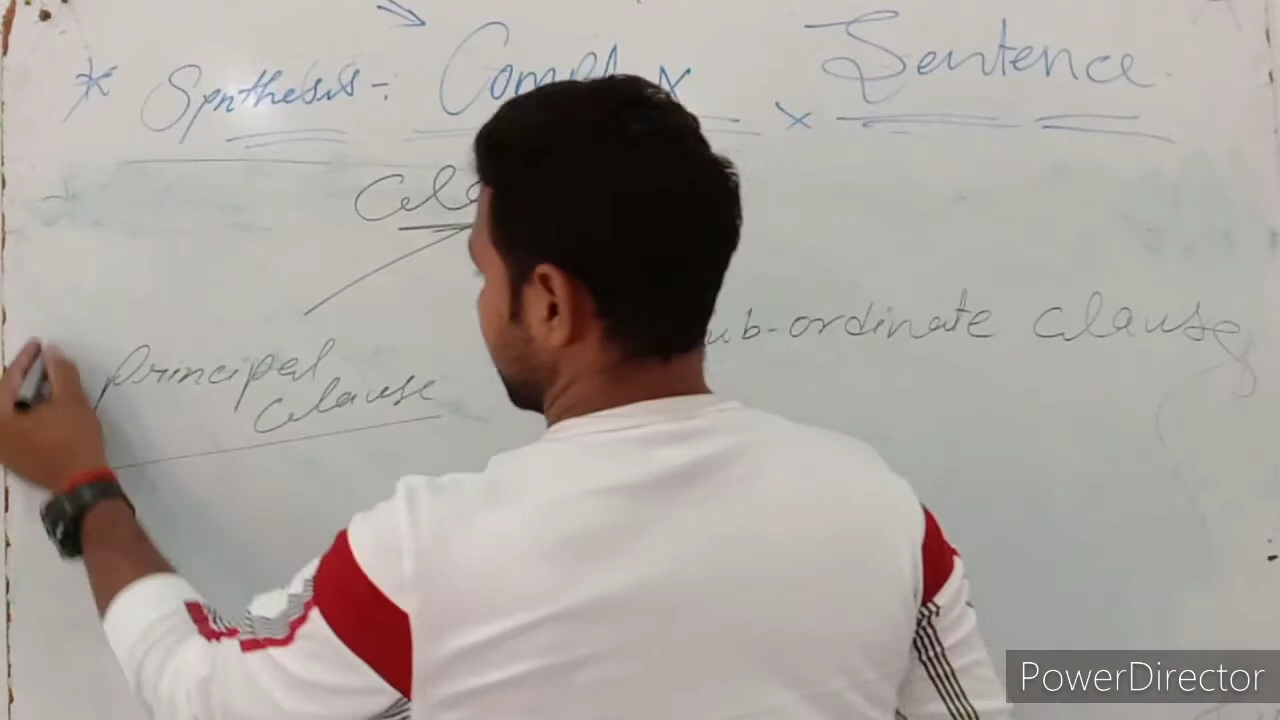 * Synthesis -: Sentence
Principal
Clause
ub-ordinate Clause
PowerDirector